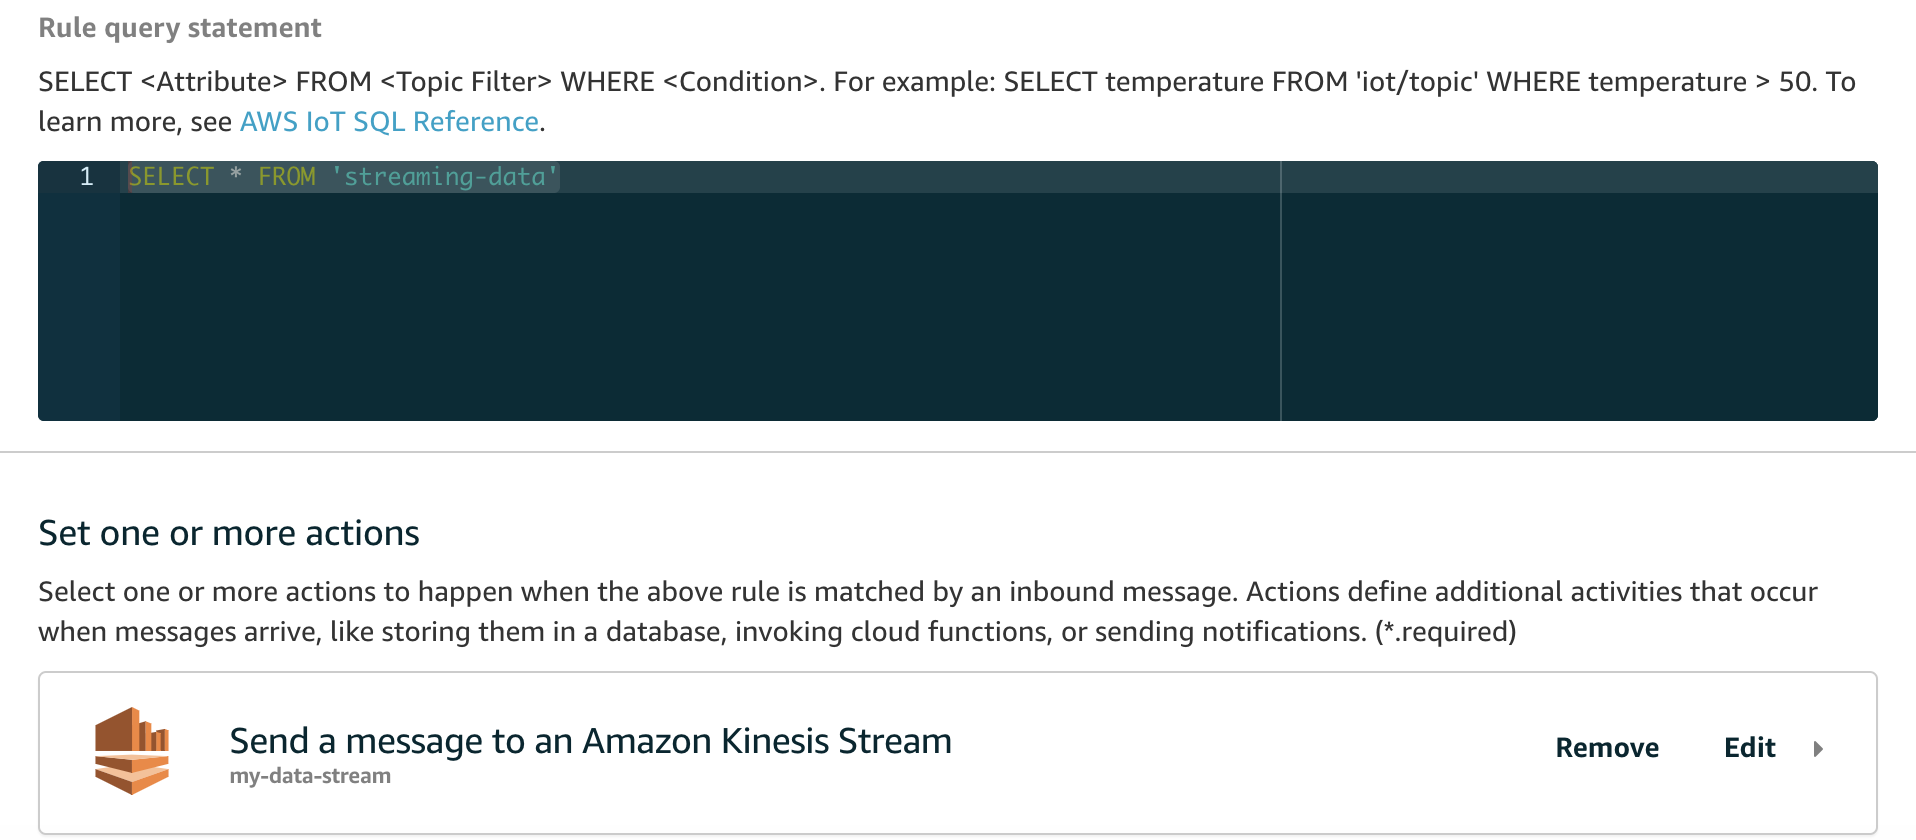 Rule query statement
SELECT <Attribute> FROM <Topic Filter> WHERE <Condition>. For example: SELECT temperature FROM 'iot/topic' WHERE temperature > 50. To
learn more, see AWS IoT SQL Reference.
1 SELECT * FROM 'streaming-data'
Set one or more actions
Select one or more actions to happen when the above rule is matched by an inbound message. Actions define additional activities that occur
when messages arrive, like storing them in a database, invoking cloud functions, or sending notifications. (*.required)
Send a message to an Amazon Kinesis Stream
my-data-stream
Remove Edit